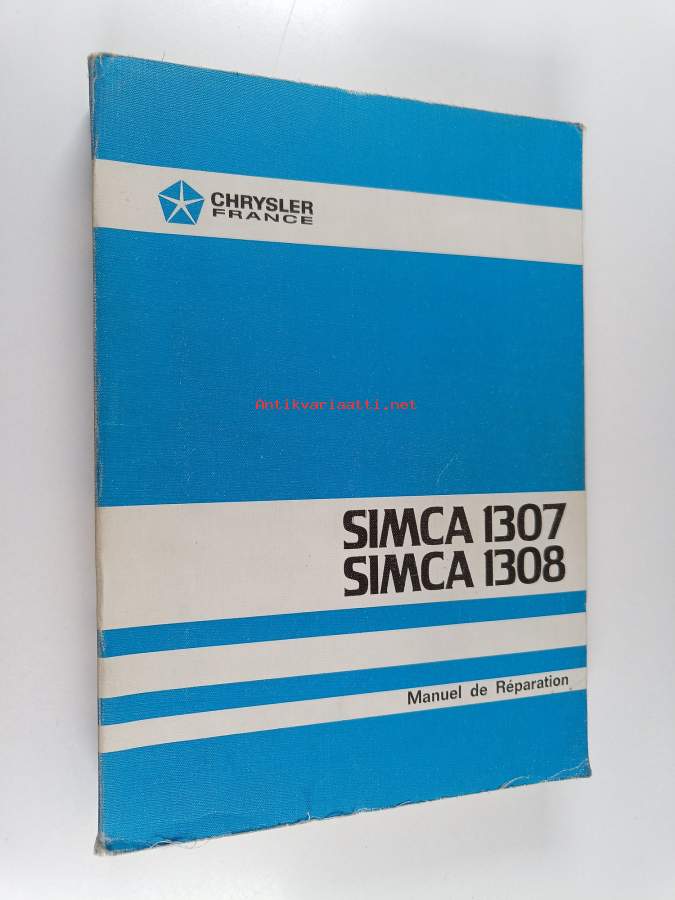 CHRYSLER
FRANCE
Antikvariaatti.net
SIMCA 1307
SIMCA 1308
Manuel de Réparation